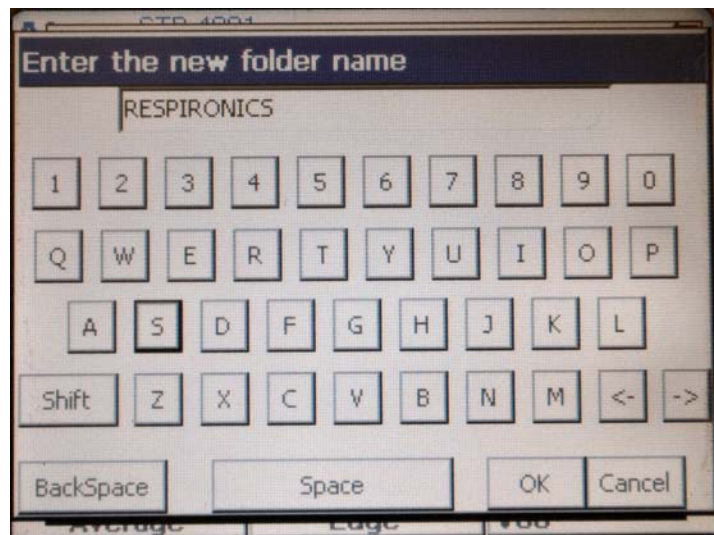 Enter the new folder name
RESPIRONICS
1 2 3 4 5 6 7 8 9 0
Q W E R T Y U I O P
A S D F G H J K L
Shift Z X C V B N M <- ->
BackSpace Space OK Cancel
Average Edge